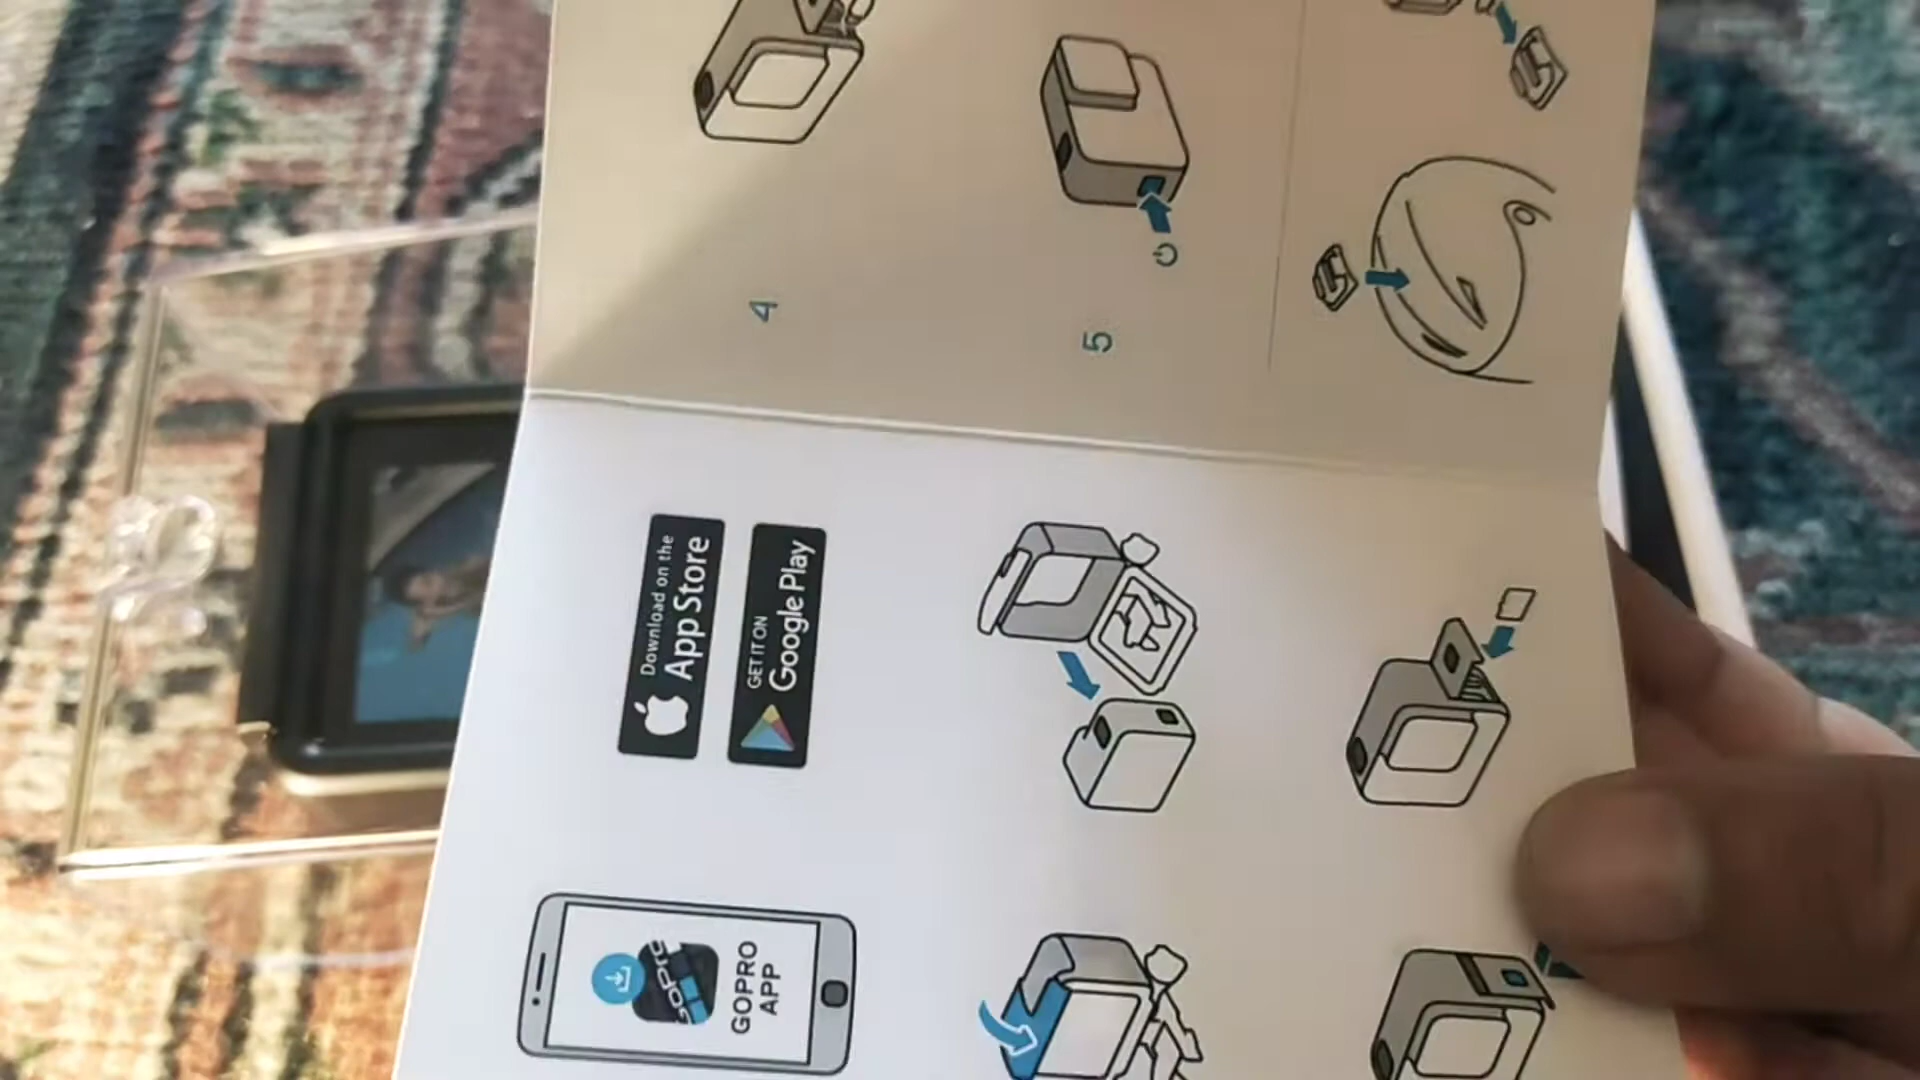 4
5
Download on the
App Store
GET IT ON
Google Play
GoPro
GOPRO
APP